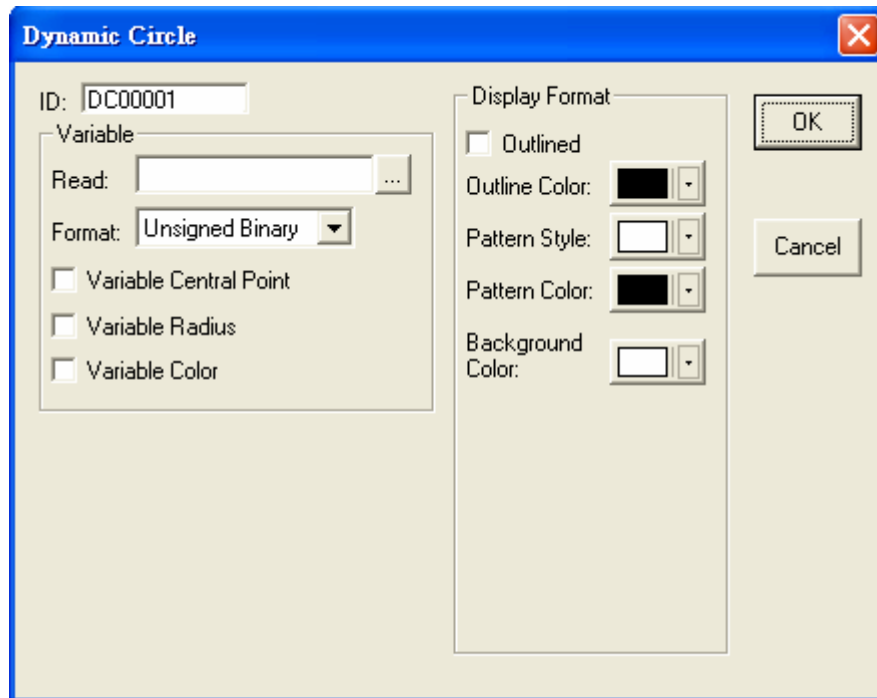 Dynamic Circle
ID: DC00001
Variable
Read: ...
Format: Unsigned Binary
Variable Central Point
Variable Radius
Variable Color
Display Format
Outlined
Outline Color:
Pattern Style:
Pattern Color:
Background
Color:
OK
Cancel